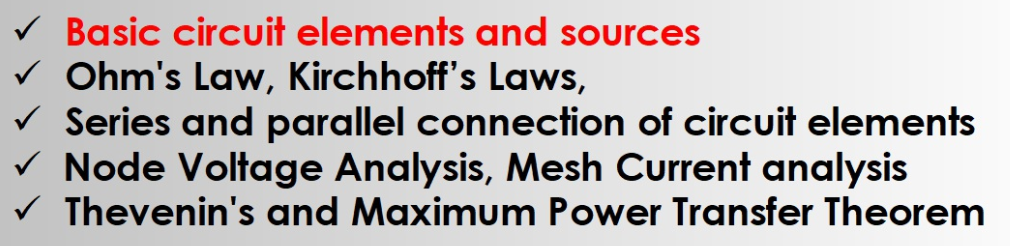 ✓ Basic circuit elements and sources
✓ Ohm's Law, Kirchhoff’s Laws,
✓ Series and parallel connection of circuit elements
✓ Node Voltage Analysis, Mesh Current analysis
✓ Thevenin's and Maximum Power Transfer Theorem